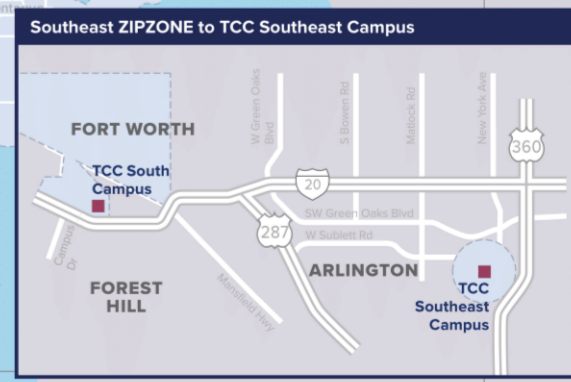 Southeast ZIPZONE to TCC Southeast Campus
W Green Oaks
Blvd
S Bowen Rd
Matlock Rd
New York Ave
FORT WORTH
360
TCC South
Campus
20
SW Green Oaks Blvd
287
W Sublett Rd
Campus
Dr
ARLINGTON
FOREST
HILL
Mansfield Hwy
TCC
Southeast
Campus